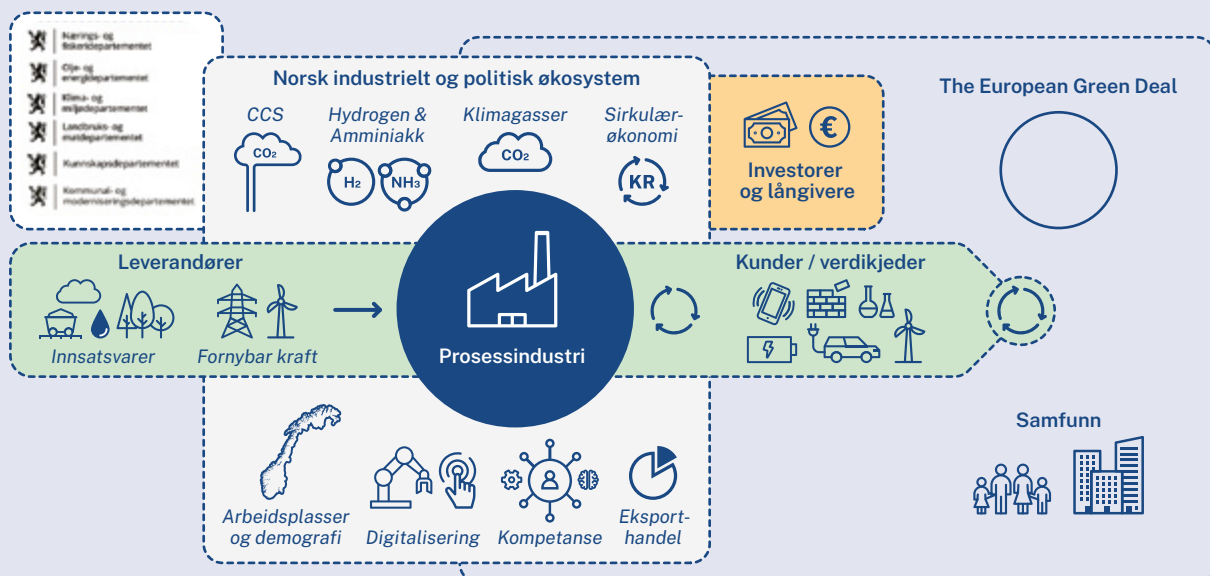 Nærings- og
fiskeridepartementet
Olje- og
energidepartementet
Klima- og
miljødepartementet
Landbruks- og
matdepartementet
Kunnskapsdepartementet
Kommunal- og
moderniseringsdepartementet
Norsk industrielt og politisk økosystem
CCS
CO₂
Hydrogen &
Amminiakk
H₂
NH₃
Klimagasser
CO₂
Sirkulær-
økonomi
KR
€
Investorer
og långivere
The European Green Deal
Leverandører
Innsatsvarer
Fornybar kraft
Prosessindustri
Kunder / verdikjeder
Arbeidsplasser
og demografi
Digitalisering
Kompetanse
Eksport-
handel
Samfunn